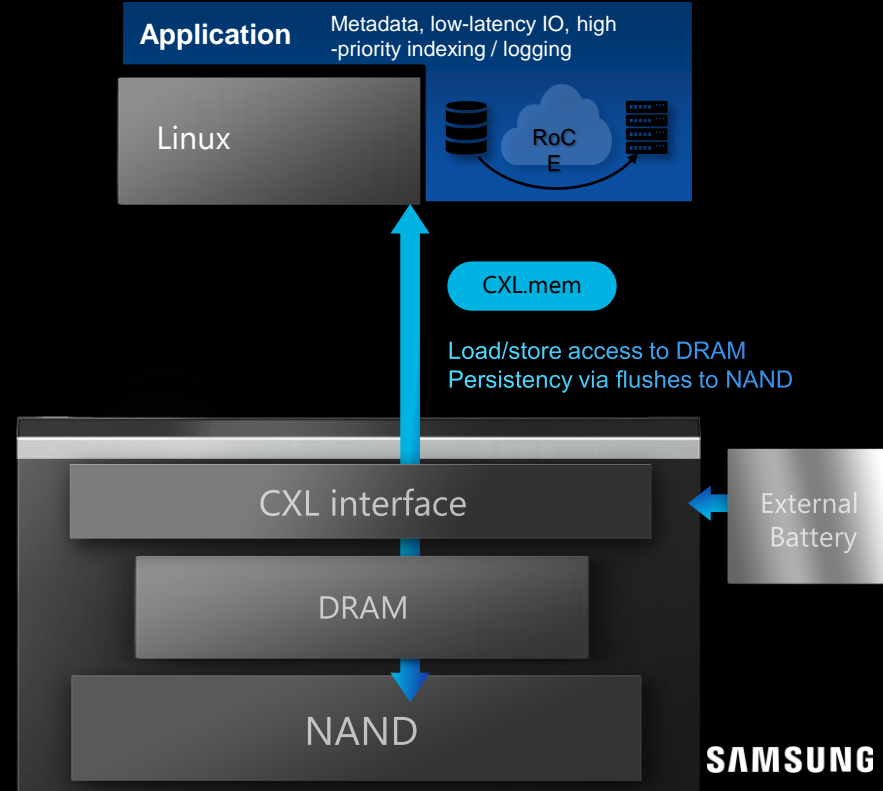 Application
Metadata, low-latency IO, high
-priority indexing / logging
Linux
RoC
E
CXL.mem
Load/store access to DRAM
Persistency via flushes to NAND
CXL interface
External
Battery
DRAM
NAND
SAMSUNG